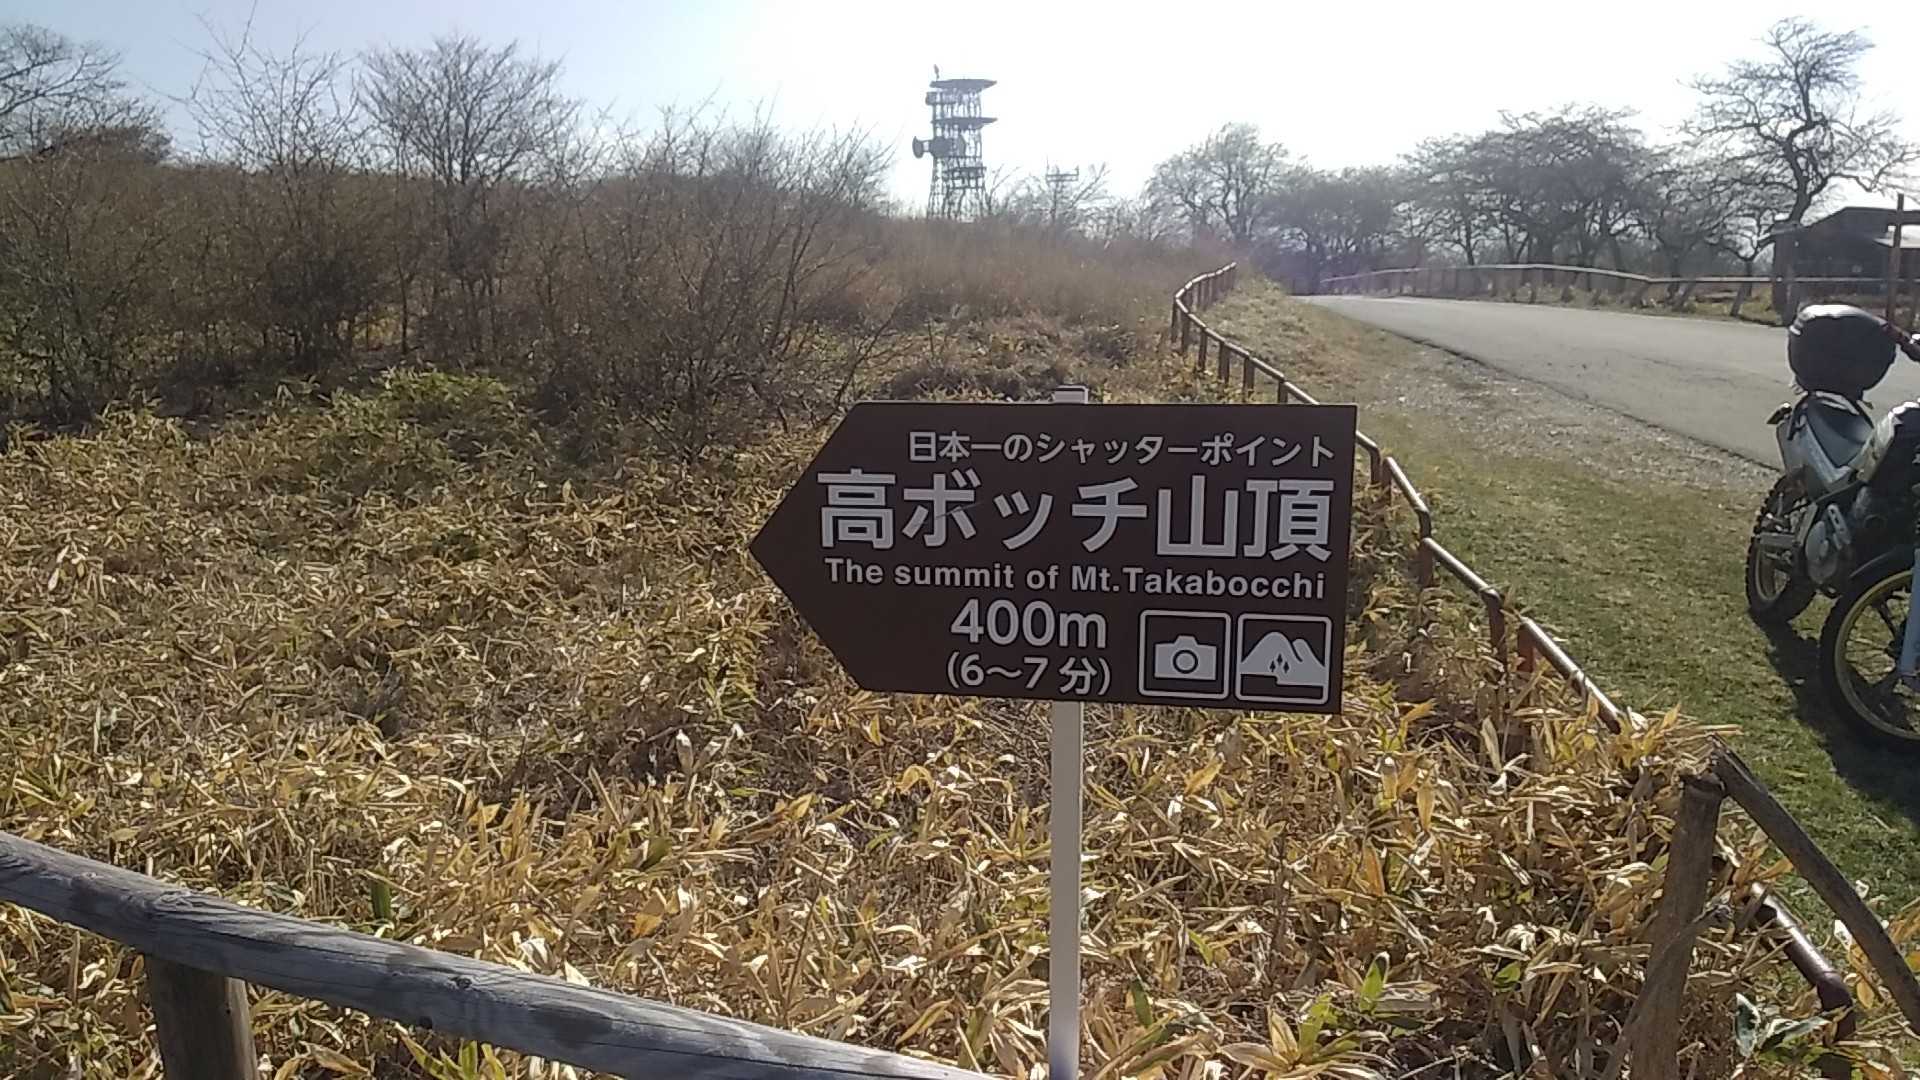 日本一のシャッターポイント
高ボッチ山頂
The summit of Mt.Takabocchi
400m
(6〜7分)